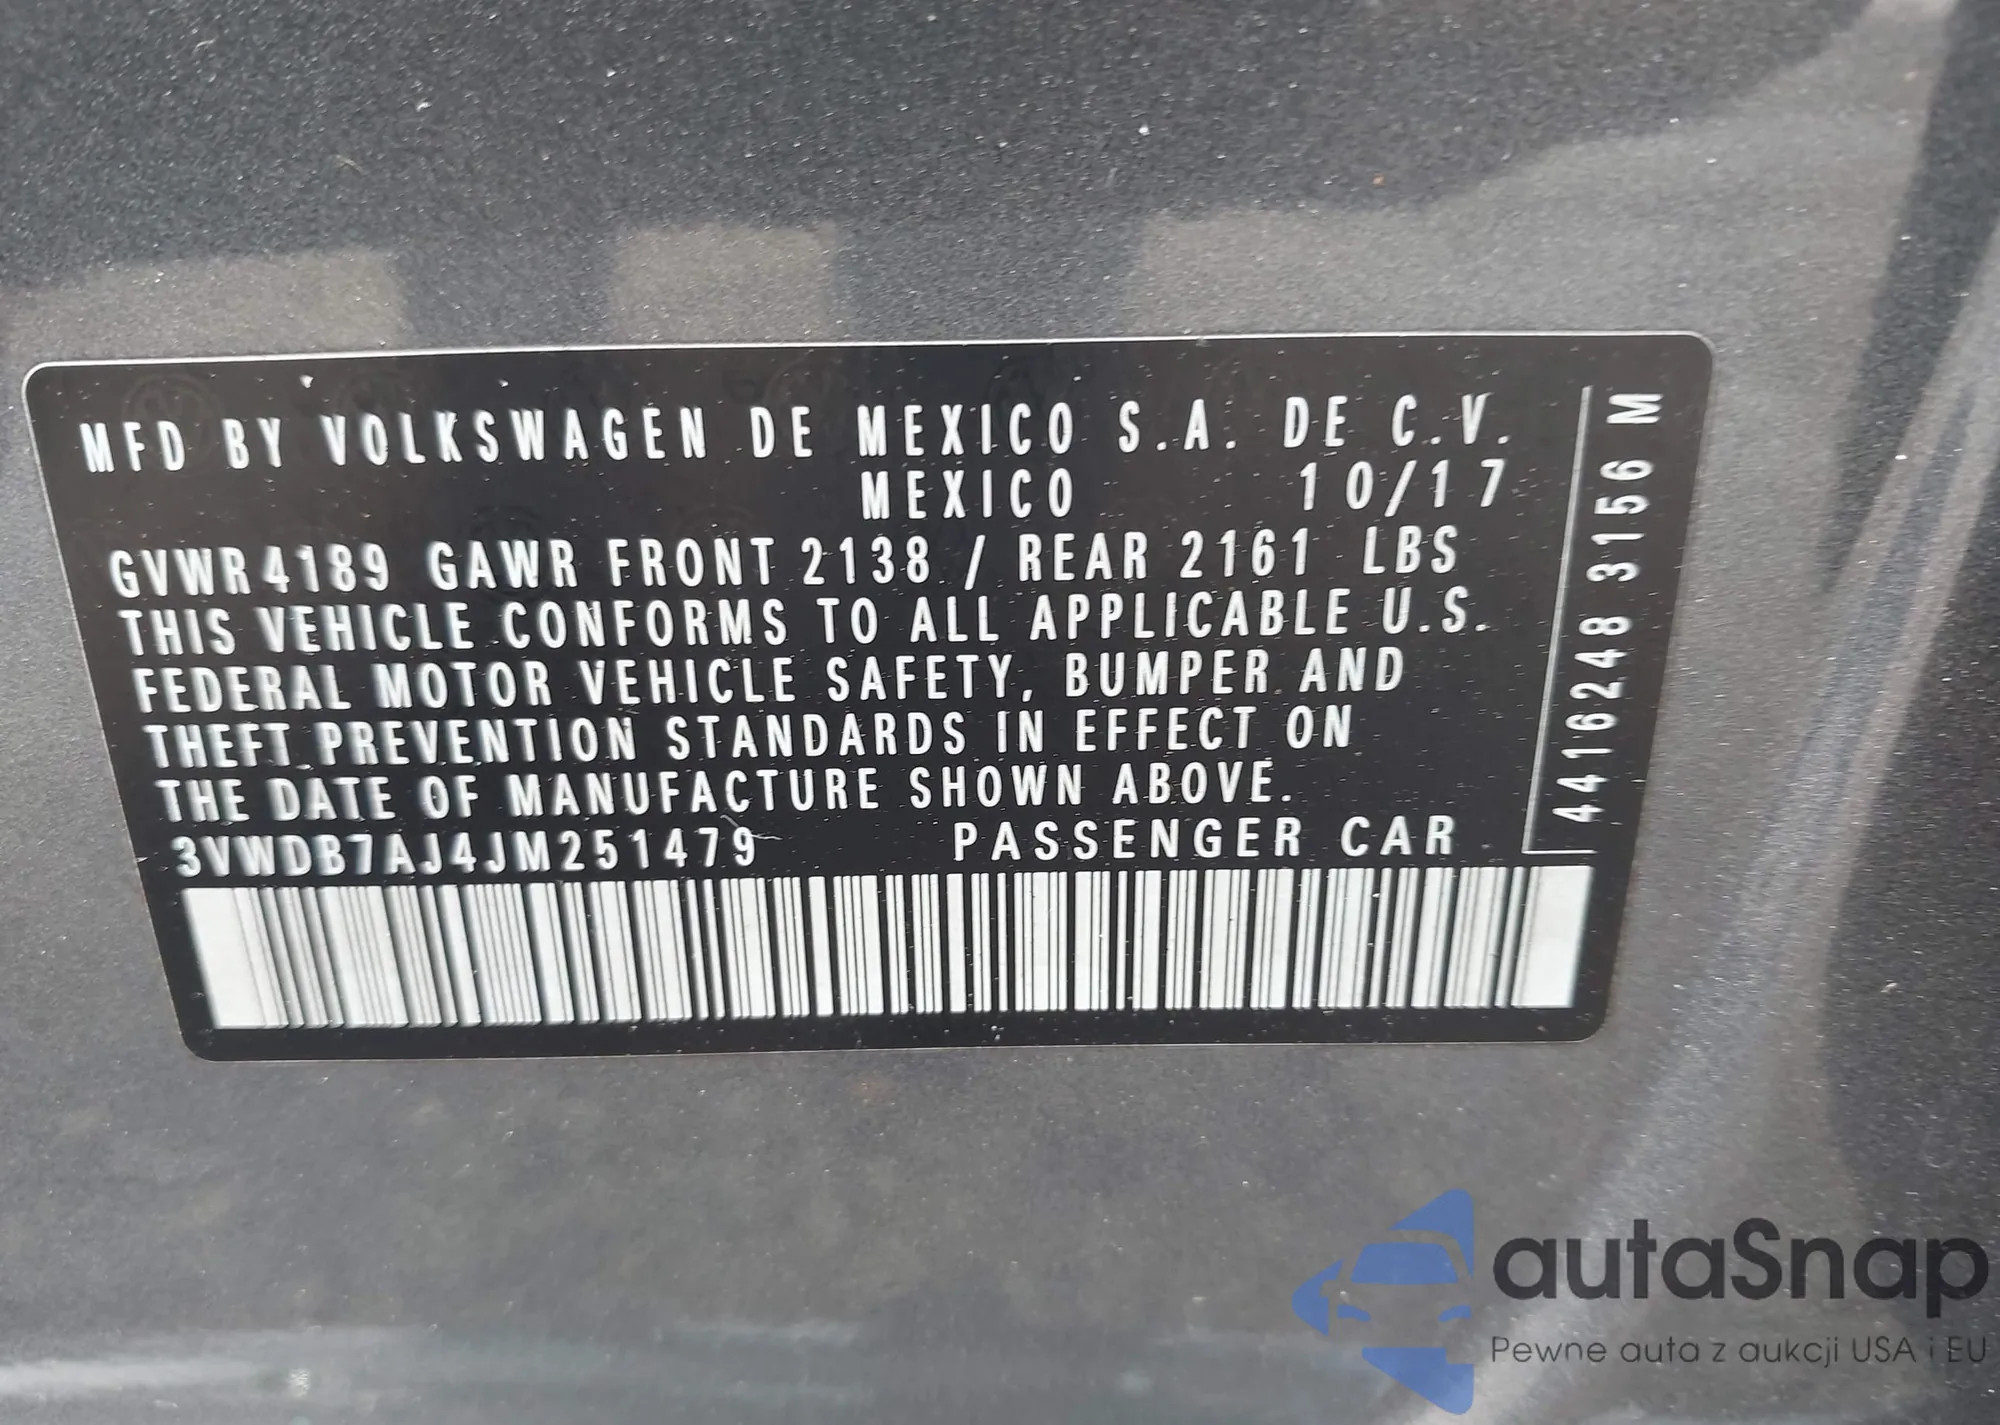 MFD BY VOLKSWAGEN DE MEXICO S.A. DE C.V.
MEXICO 10/17
GVWR 4189 GAWR FRONT 2138 / REAR 2161 LBS
THIS VEHICLE CONFORMS TO ALL APPLICABLE U.S.
FEDERAL MOTOR VEHICLE SAFETY, BUMPER AND
THEFT PREVENTION STANDARDS IN EFFECT ON
THE DATE OF MANUFACTURE SHOWN ABOVE.
3VWDB7AJ4JM251479 PASSENGER CAR
4416248 3156 M
autaSnap
Pewne auta z aukcji USA i EU